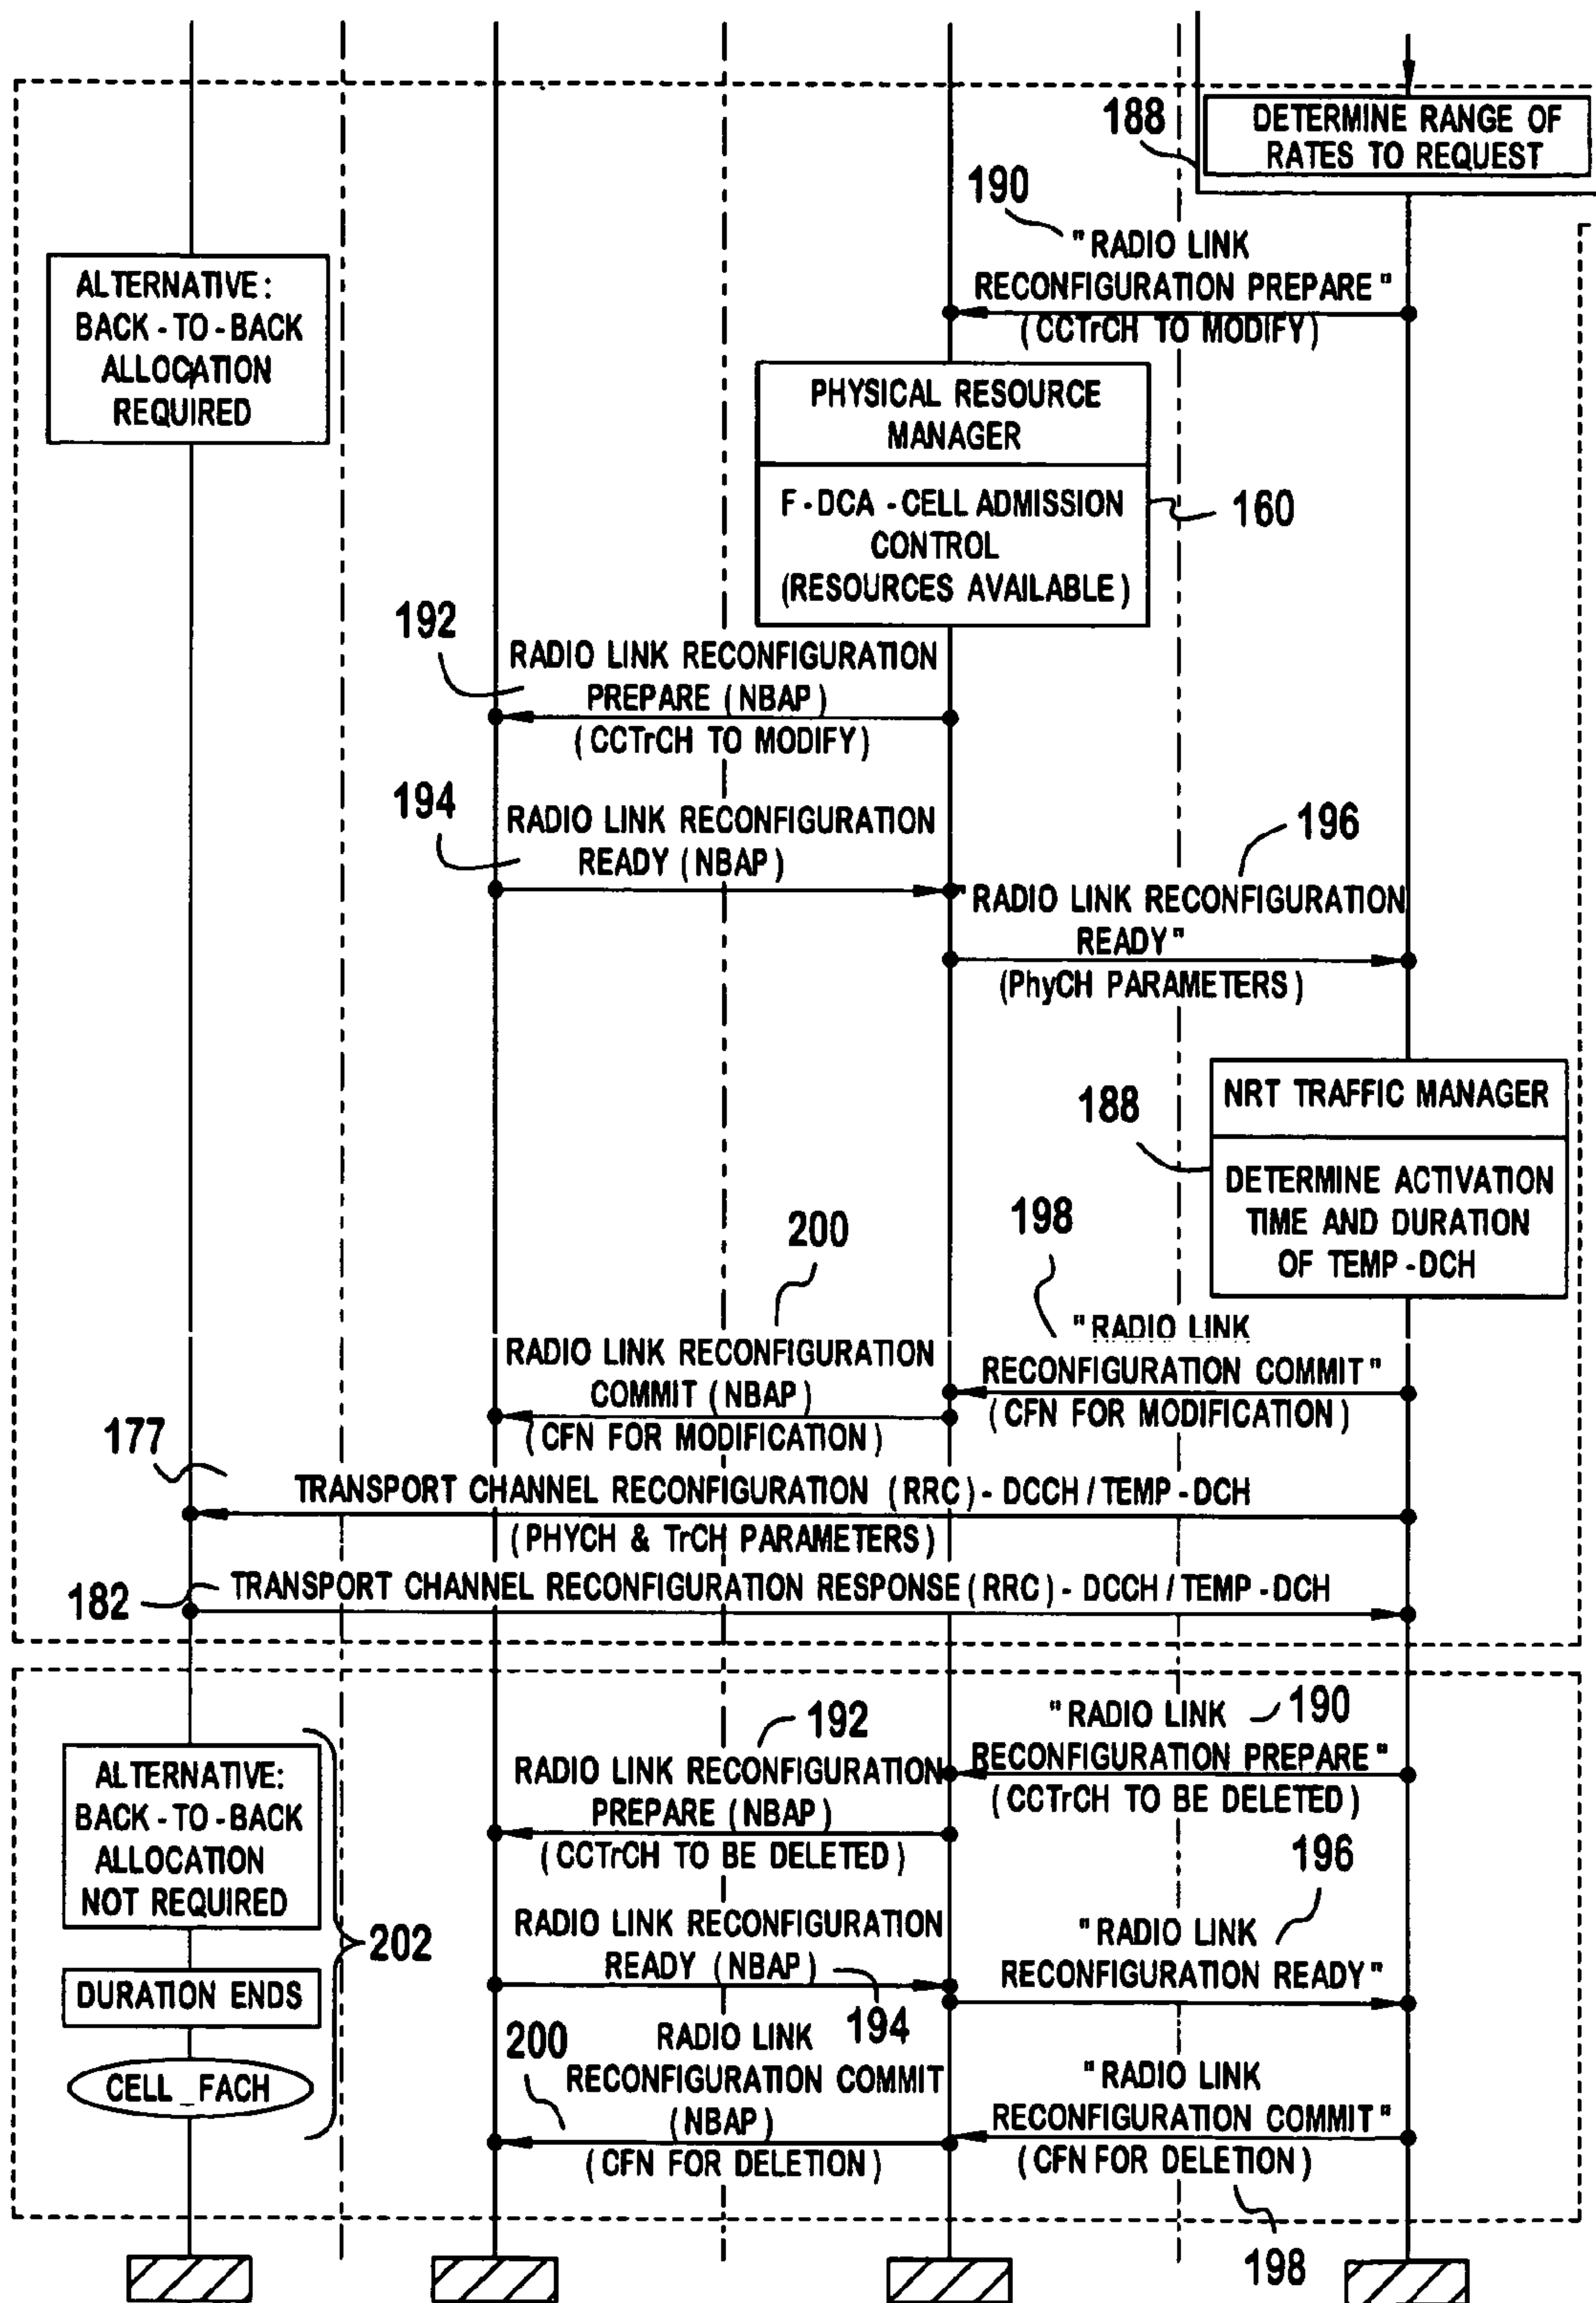 188
DETERMINE RANGE OF
RATES TO REQUEST
190
"RADIO LINK
RECONFIGURATION PREPARE"
(CCTrCH TO MODIFY)
ALTERNATIVE:
BACK-TO-BACK
ALLOCATION
REQUIRED
PHYSICAL RESOURCE
MANAGER
F-DCA-CELL ADMISSION
CONTROL
(RESOURCES AVAILABLE)
160
192
RADIO LINK RECONFIGURATION
PREPARE (NBAP)
(CCTrCH TO MODIFY)
194
RADIO LINK RECONFIGURATION
READY (NBAP)
196
"RADIO LINK RECONFIGURATION
READY"
(PhyCH PARAMETERS)
188
NRT TRAFFIC MANAGER
DETERMINE ACTIVATION
TIME AND DURATION
OF TEMP-DCH
198
"RADIO LINK
RECONFIGURATION COMMIT"
(CFN FOR MODIFICATION)
200
RADIO LINK RECONFIGURATION
COMMIT (NBAP)
(CFN FOR MODIFICATION)
177
TRANSPORT CHANNEL RECONFIGURATION (RRC)-DCCH/TEMP-DCH
(PHYCH & TrCH PARAMETERS)
182
TRANSPORT CHANNEL RECONFIGURATION RESPONSE(RRC)-DCCH/TEMP-DCH
"RADIO LINK
190
RECONFIGURATION PREPARE"
(CCTrCH TO BE DELETED)
192
RADIO LINK RECONFIGURATION
PREPARE (NBAP)
(CCTrCH TO BE DELETED)
ALTERNATIVE:
BACK-TO-BACK
ALLOCATION
NOT REQUIRED
DURATION ENDS
CELL_FACH
202
RADIO LINK RECONFIGURATION
READY (NBAP)
194
196
"RADIO LINK
RECONFIGURATION READY"
200
RADIO LINK
RECONFIGURATION COMMIT
(NBAP)
(CFN FOR DELETION)
"RADIO LINK
RECONFIGURATION COMMIT"
(CFN FOR DELETION)
198